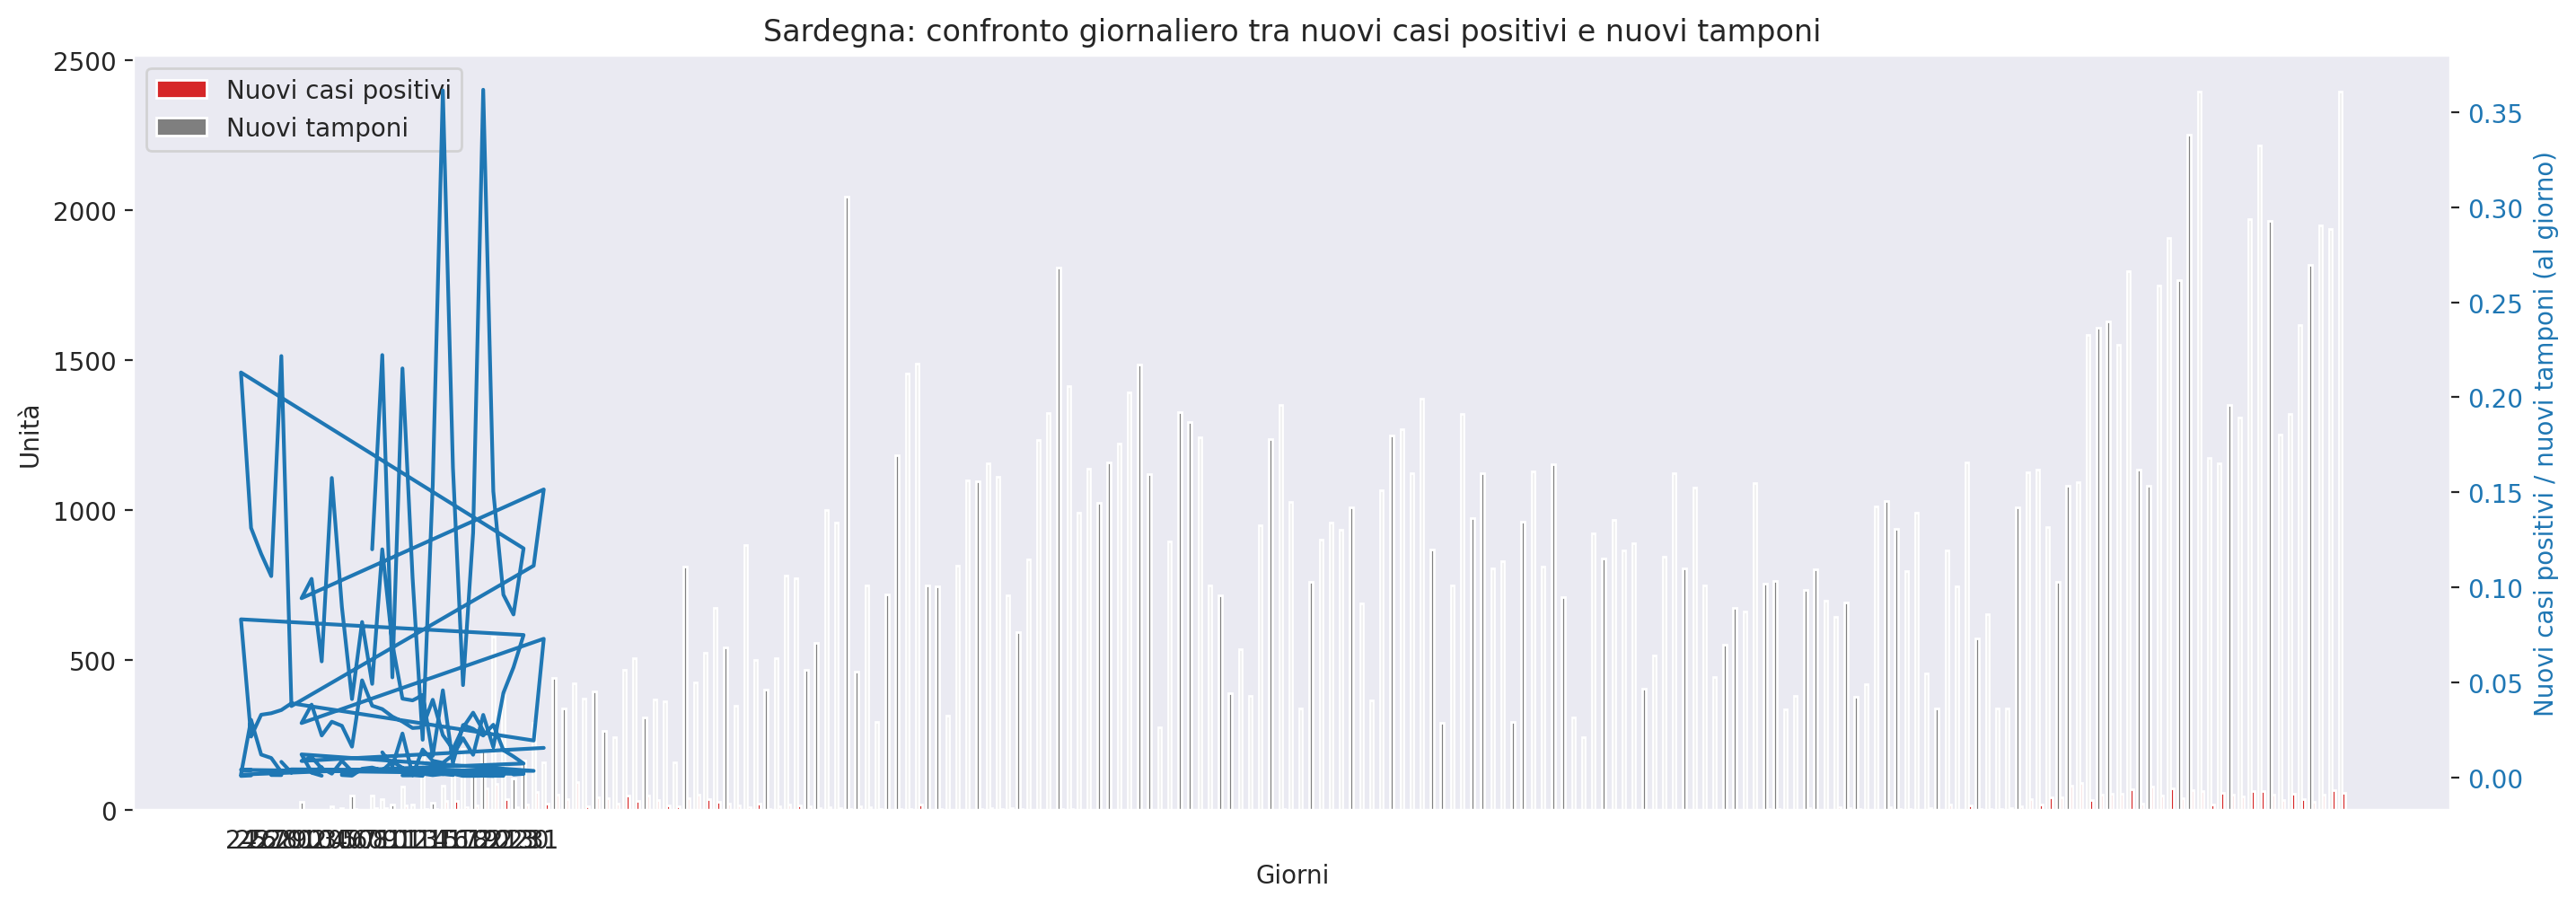 Sardegna: confronto giornaliero tra nuovi casi positivi e nuovi tamponi
Nuovi casi positivi
Nuovi tamponi
2500
2000
1500
1000
500
0
Unità
0.35
0.30
0.25
0.20
0.15
0.10
0.05
0.00
Nuovi casi positivi / nuovi tamponi (al giorno)
Giorni